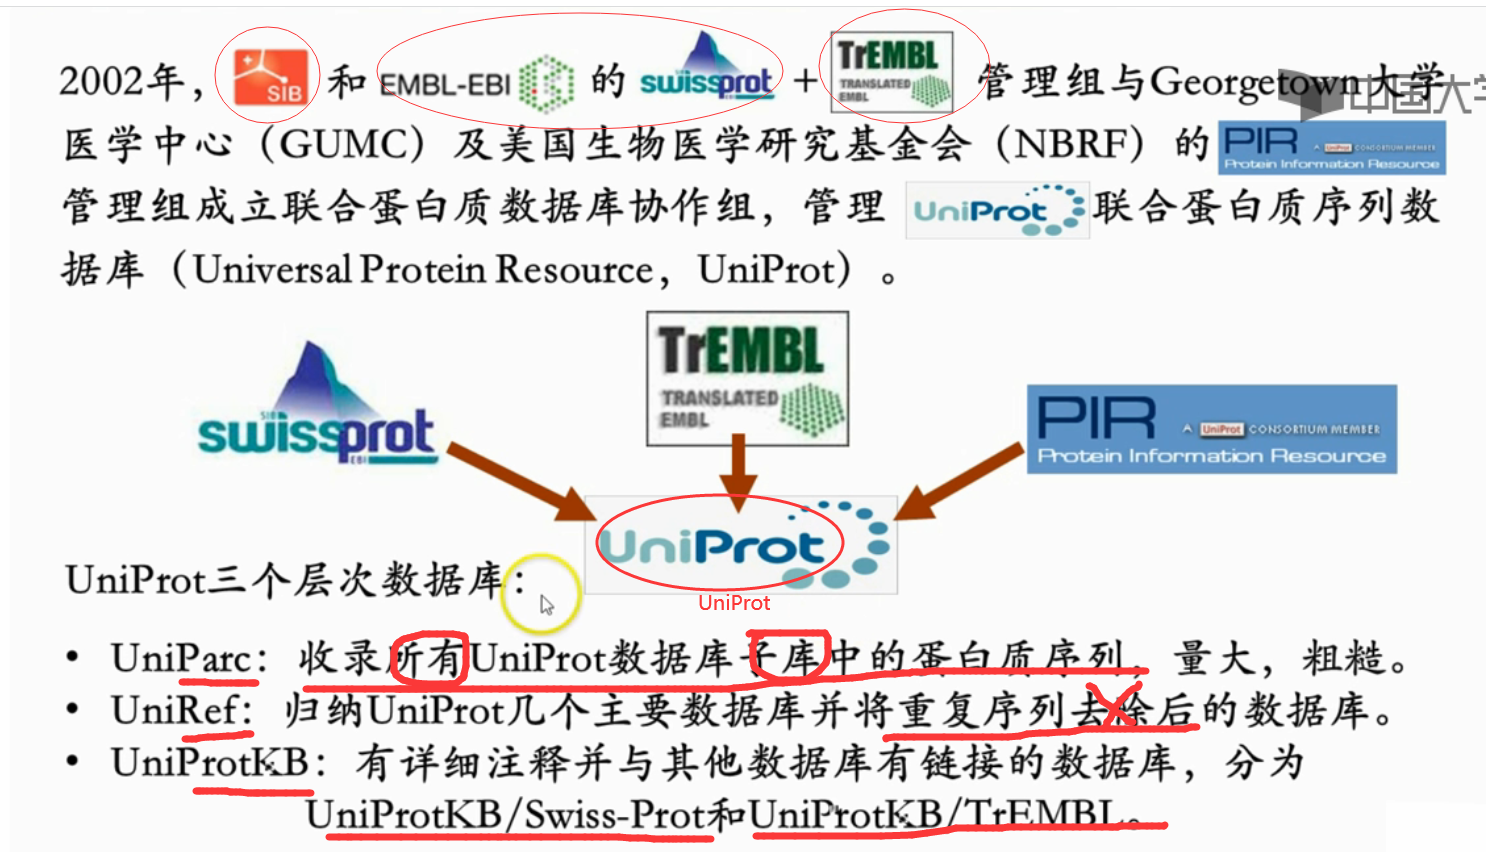 2002年, SIB 和 EMBL-EBI 的 swissprot + TrEMBL TRANSLATED EMBL 管理组与Georgetown大学
中国大学
医学中心（GUMC）及美国生物医学研究基金会（NBRF）的 PIR A UniProt CONSORTIUM MEMBER Protein Information Resource
管理组成立联合蛋白质数据库协作组，管理 UniProt 联合蛋白质序列数
据库（Universal Protein Resource，UniProt）。
TrEMBL
TRANSLATED
EMBL
SIB
swissprot
EBI
PIR A UniProt CONSORTIUM MEMBER
Protein Information Resource
UniProt
UniProt三个层次数据库：
UniProt
• UniParc：收录所有UniProt数据库子库中的蛋白质序列，量大，粗糙。
• UniRef：归纳UniProt几个主要数据库并将重复序列去除后的数据库。
• UniProtKB：有详细注释并与其他数据库有链接的数据库，分为
UniProtKB/Swiss-Prot和UniProtKB/TrEMBL。